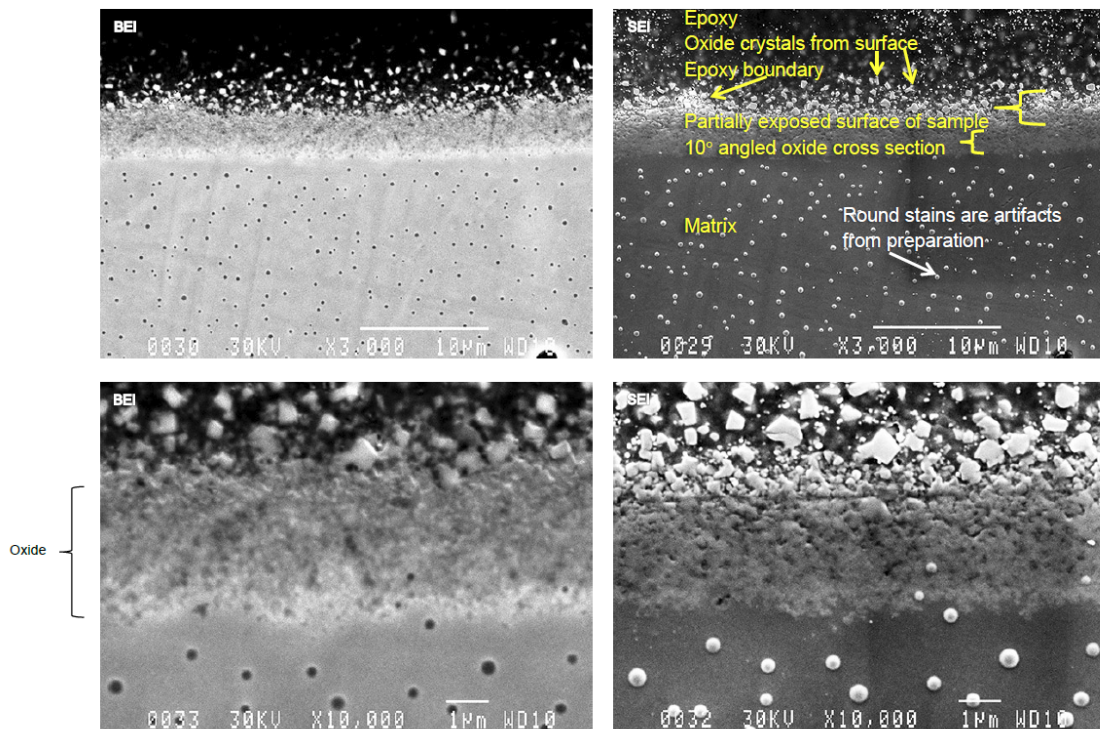 BEI
SEI
Epoxy
Oxide crystals from surface
Epoxy boundary
Partially exposed surface of sample
10° angled oxide cross section
Matrix
Round stains are artifacts
from preparation
0030 30KV X3,000 10µm WD10
0029 30KV X3,000 10µm WD10
BEI
SEI
Oxide
0033 30KV X10,000 1µm WD10
0032 30KV X10,000 1µm WD10